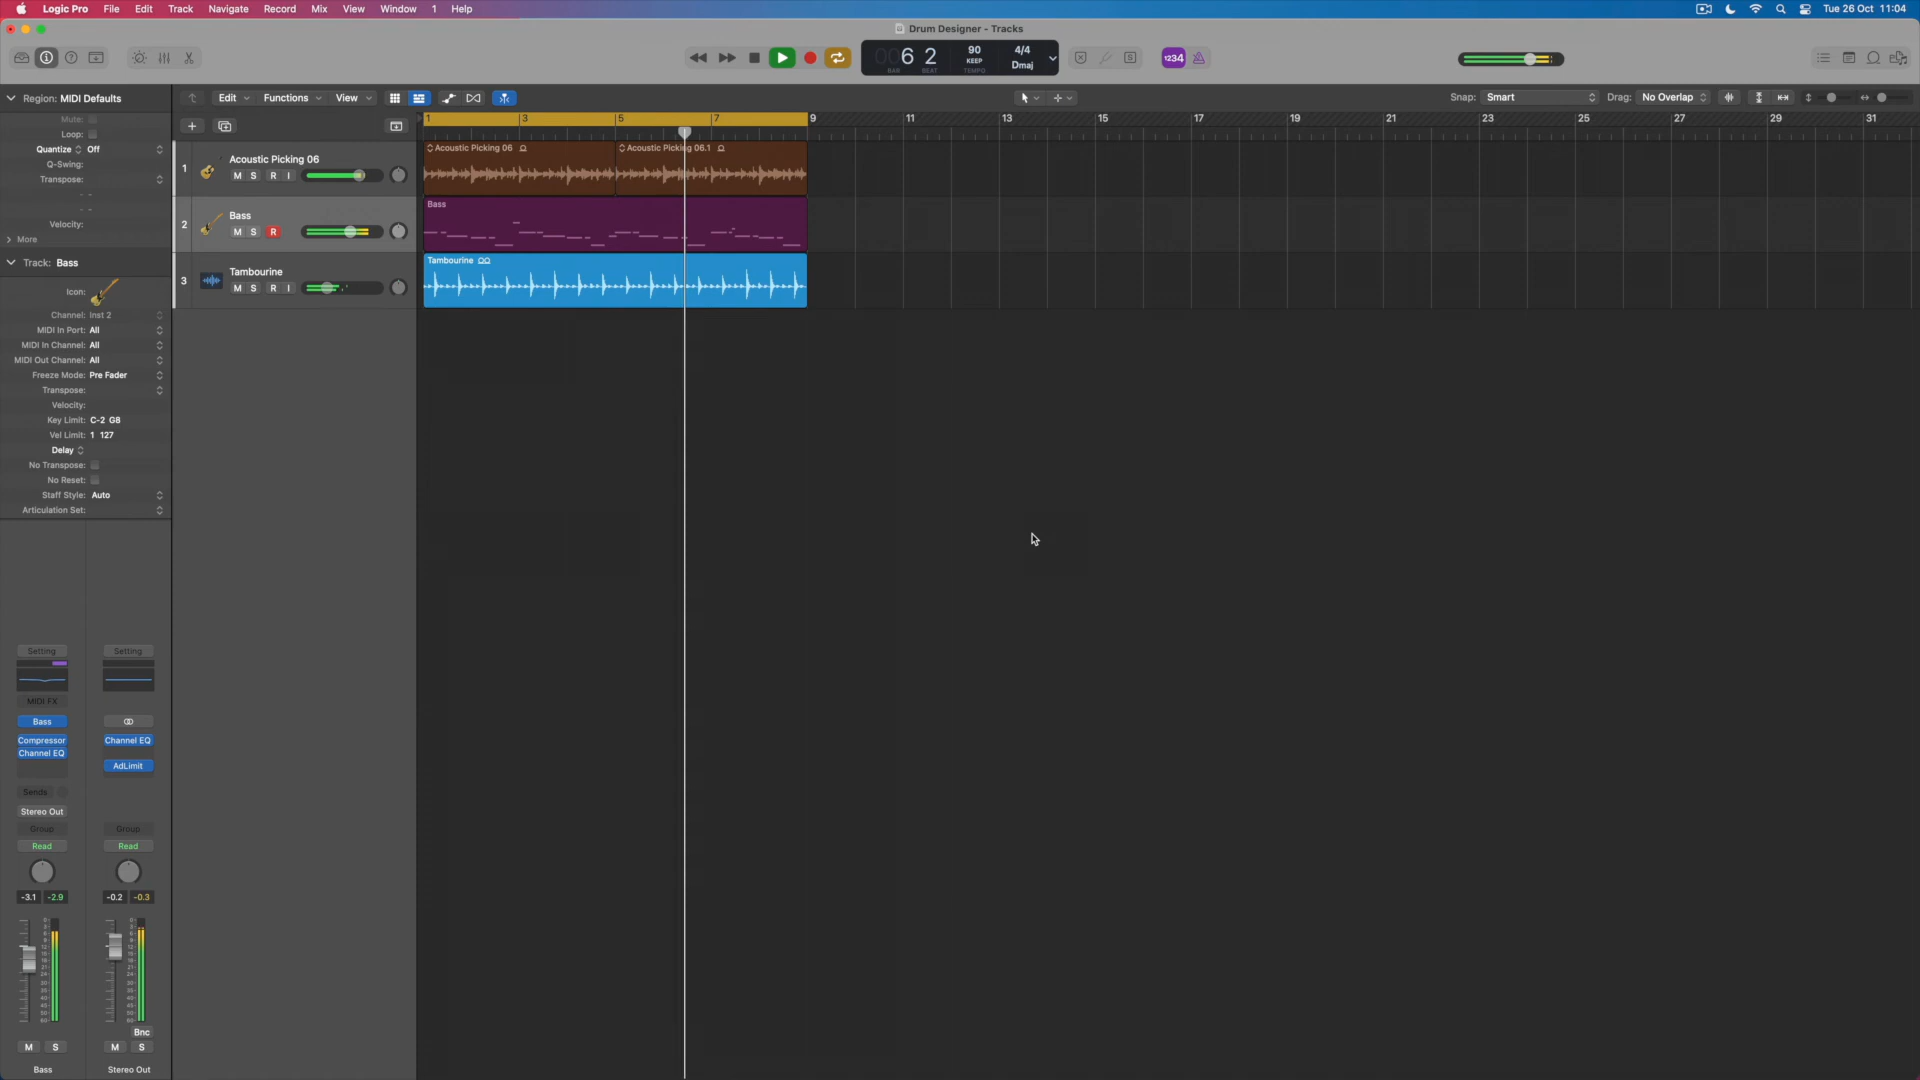 Logic Pro File Edit Track Navigate Record Mix View Window 1 Help
Tue 26 Oct 11:04
Drum Designer - Tracks
6 2
BAR BEAT
90
KEEP
TEMPO
4/4
Dmaj
1234
Region: MIDI Defaults
Edit Functions View
Snap: Smart
Drag: No Overlap
Mute:
Loop:
Quantize Off
Q-Swing:
Transpose:
Velocity:
More
1 3 5 7 9 11 13 15 17 19 21 23 25 27 29 31
1
Acoustic Picking 06
M S R I
Acoustic Picking 06
Acoustic Picking 06.1
2
Bass
M S R
Bass
3
Tambourine
M S R I
Tambourine
Track: Bass
Icon:
Channel: Inst 2
MIDI In Port: All
MIDI In Channel: All
MIDI Out Channel: All
Freeze Mode: Pre Fader
Transpose:
Velocity:
Key Limit: C-2 G8
Vel Limit: 1 127
Delay
No Transpose:
No Reset:
Staff Style: Auto
Articulation Set:
Setting Setting
MIDI FX
Bass
Compressor Channel EQ
Channel EQ
AdLimit
Sends
Stereo Out
Group Group
Read Read
-3.1 -2.9 -0.2 -0.3
Bnc
M S M S
Bass Stereo Out